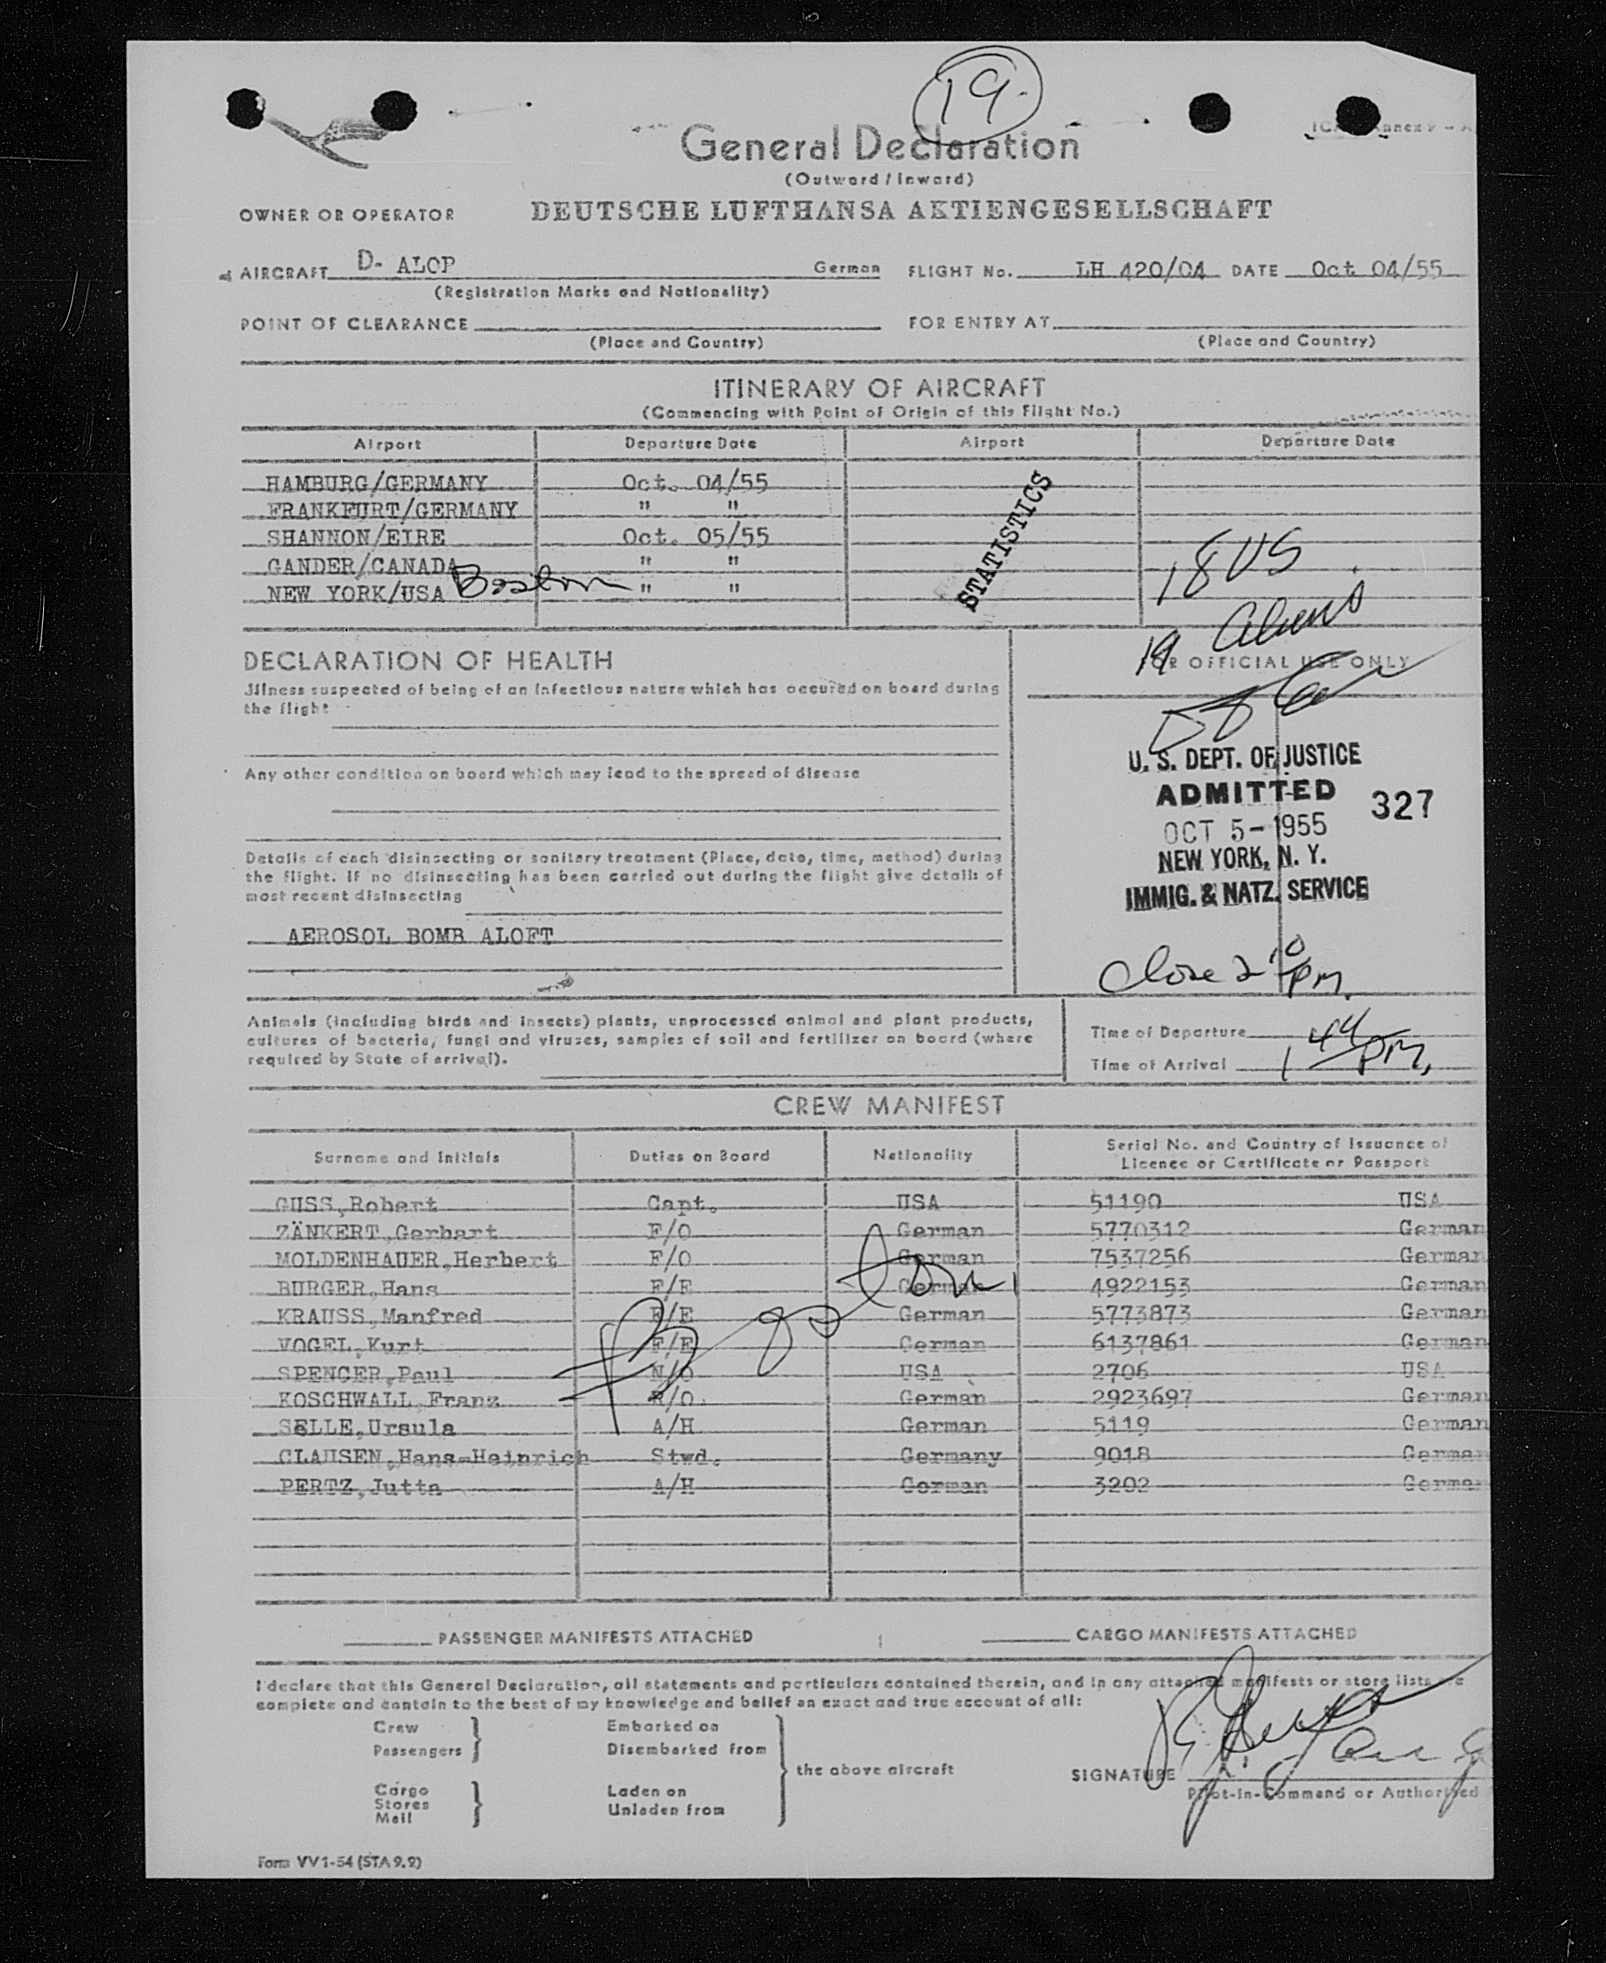 19.
General Declaration
(Outward / Inward)
OWNER OR OPERATOR DEUTSCHE LUFTHANSA AKTIENGESELLSCHAFT
AIRCRAFT D- ALOP German FLIGHT No. LH 420/04 DATE Oct 04/55
(Registration Marks and Nationality)
POINT OF CLEARANCE FOR ENTRY AT
(Place and Country) (Place and Country)
ITINERARY OF AIRCRAFT
(Commencing with Point of Origin of this Flight No.)
Airport Departure Date Airport Departure Date
HAMBURG/GERMANY Oct. 04/55
FRANKFURT/GERMANY " "
SHANNON/EIRE Oct. 05/55
GANDER/CANADA " "
NEW YORK/USA Boston " "
STATISTICS
18 US
19 Aliens
DECLARATION OF HEALTH
FOR OFFICIAL USE ONLY
Jllness suspected of being of an infectious nature which has occured on board during
the flight
Any other condition on board which may lead to the spread of disease
U. S. DEPT. OF JUSTICE
ADMITTED 327
OCT 5-1955
NEW YORK, N. Y.
IMMIG. & NATZ. SERVICE
Details of each disinsecting or sanitary treatment (Place, date, time, method) during
the flight. If no disinsecting has been carried out during the flight give details of
most recent disinsecting
AEROSOL BOMB ALOFT
Close 2 10 PM.
Animals (including birds and insects) plants, unprocessed animal and plant products,
cultures of bacteria, fungi and viruses, samples of soil and fertilizer on board (where
required by State of arrival).
Time of Departure
Time of Arrival 1 44 PM.
CREW MANIFEST
Surname and Initials Duties on Board Nationality Serial No. and Country of Issuance of
Licence or Certificate or Passport
GUSS,Robert Capt. USA 51190 USA
ZÄNKERT,Gerhart F/O German 5770312 German
MOLDENHAUER,Herbert F/O German 7537256 German
BURGER,Hans F/E German 4922153 German
KRAUSS,Manfred F/E German 5773873 German
VOGEL,Kurt F/E German 6137861 German
SPENCER,Paul N/O USA 2706 USA
KOSCHWALL,Franz R/O. German 2923697 German
SELLE,Ursula A/H German 5119 German
CLAUSEN,Hans-Heinrich Stwd. Germany 9018 German
PERTZ,Jutta A/H German 3202 German
PASSENGER MANIFESTS ATTACHED CARGO MANIFESTS ATTACHED
I declare that this General Declaration, all statements and particulars contained therein, and in any attached manifests or store lists are
complete and contain to the best of my knowledge and belief an exact and true account of all:
Crew Embarked on
Passengers Disembarked from
the above aircraft
Cargo Laden on
Stores Unladen from
Mail
SIGNATURE
Pilot-in-Command or Authorised
Form VV 1-54 (STA 9.9)